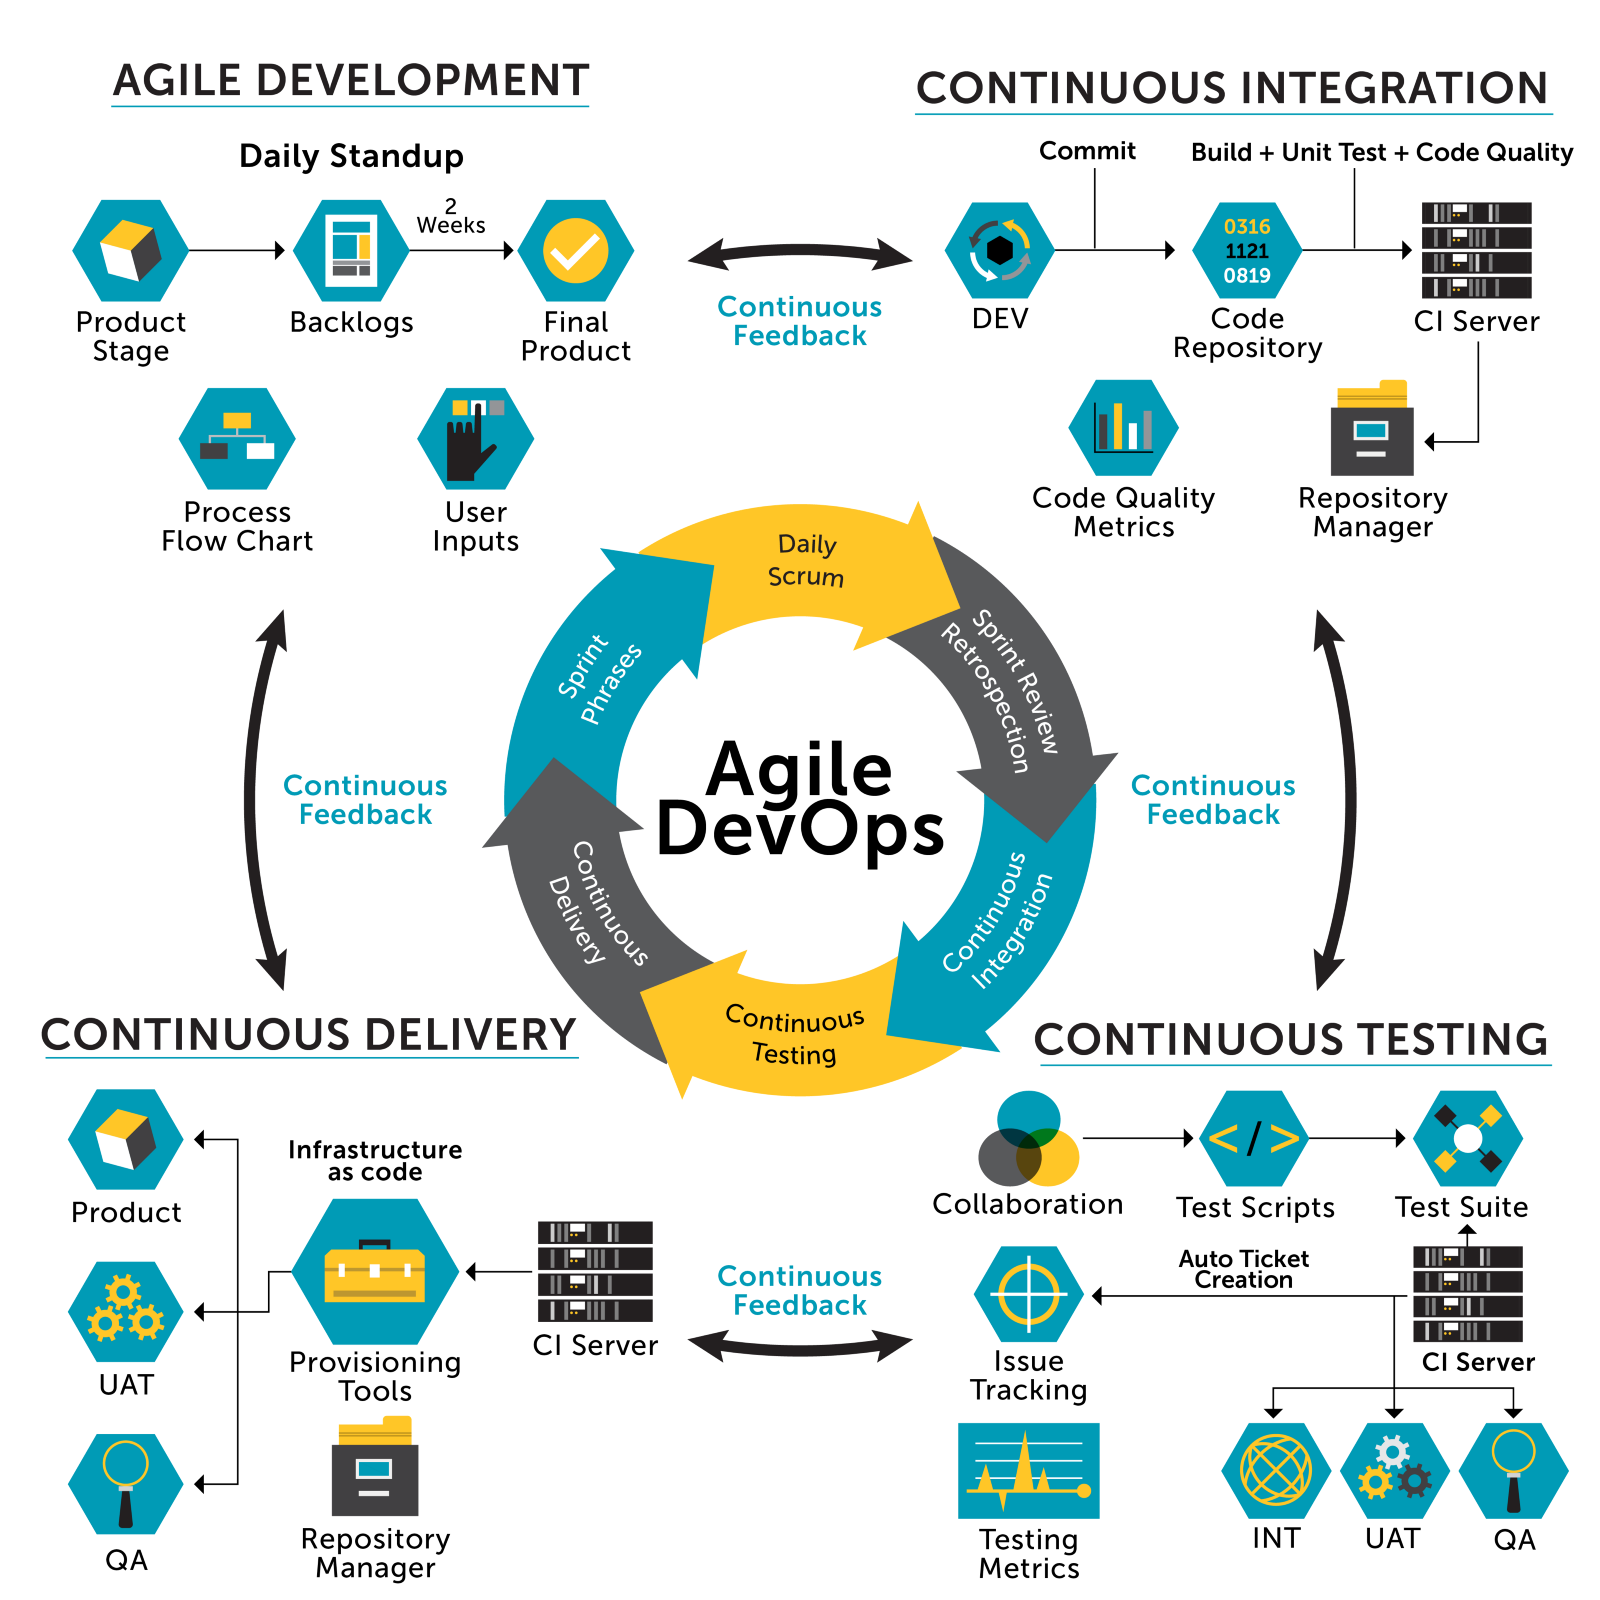 AGILE DEVELOPMENT
Daily Standup
2
Weeks
Product
Stage
Backlogs
Final
Product
Process
Flow Chart
User
Inputs
Continuous
Feedback
CONTINUOUS INTEGRATION
Commit
Build + Unit Test + Code Quality
0316
1121
0819
DEV
Code
Repository
CI Server
Code Quality
Metrics
Repository
Manager
Daily
Scrum
Sprint Review
Retrospection
Continuous
Integration
Continuous
Testing
Continuous
Delivery
Sprint
Phrases
Agile
DevOps
Continuous
Feedback
Continuous
Feedback
CONTINUOUS DELIVERY
Product
UAT
QA
Infrastructure
as code
Provisioning
Tools
CI Server
Repository
Manager
Continuous
Feedback
CONTINUOUS TESTING
Collaboration
</>
Test Scripts
Test Suite
Auto Ticket
Creation
Issue
Tracking
CI Server
Testing
Metrics
INT
UAT
QA